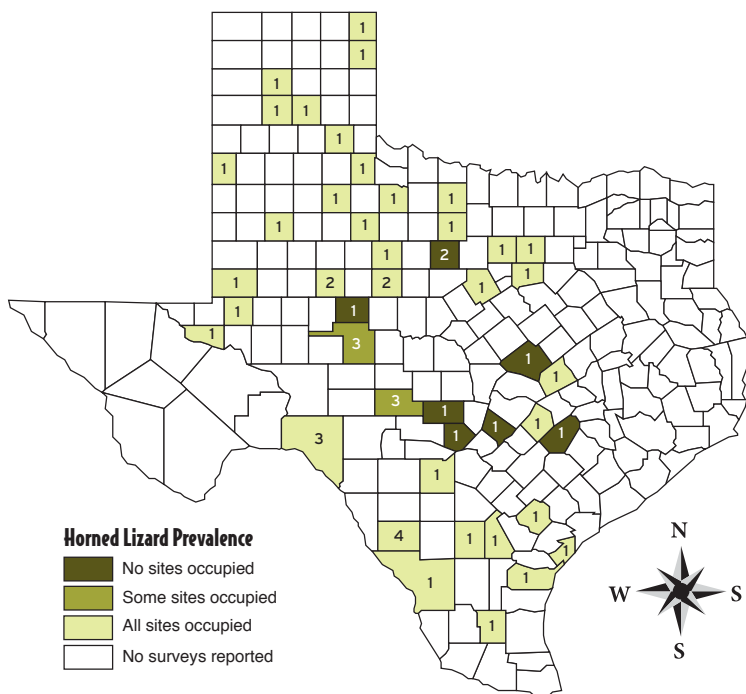 1
1
1
1 1
1
1 1
1 1 1
1 1 1
1 2
1 2 2
1 1
1 3
1
1
3 1
1 1 1 1
3
1
4 1 1 1
1
1 1
1
Horned Lizard Prevalence
No sites occupied
Some sites occupied
All sites occupied
No surveys reported
N
W S
S